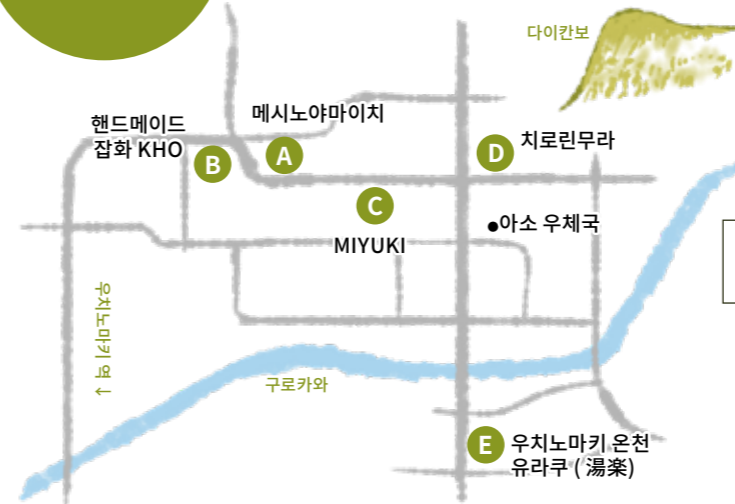 다이칸보
핸드메이드
잡화 KHO
메시노야마이치
A
B
D
치로린무라
C
●아소 우체국
MIYUKI
우치노마키 역 ↓
구로카와
E
우치노마키 온천
유라쿠 ( 湯楽)